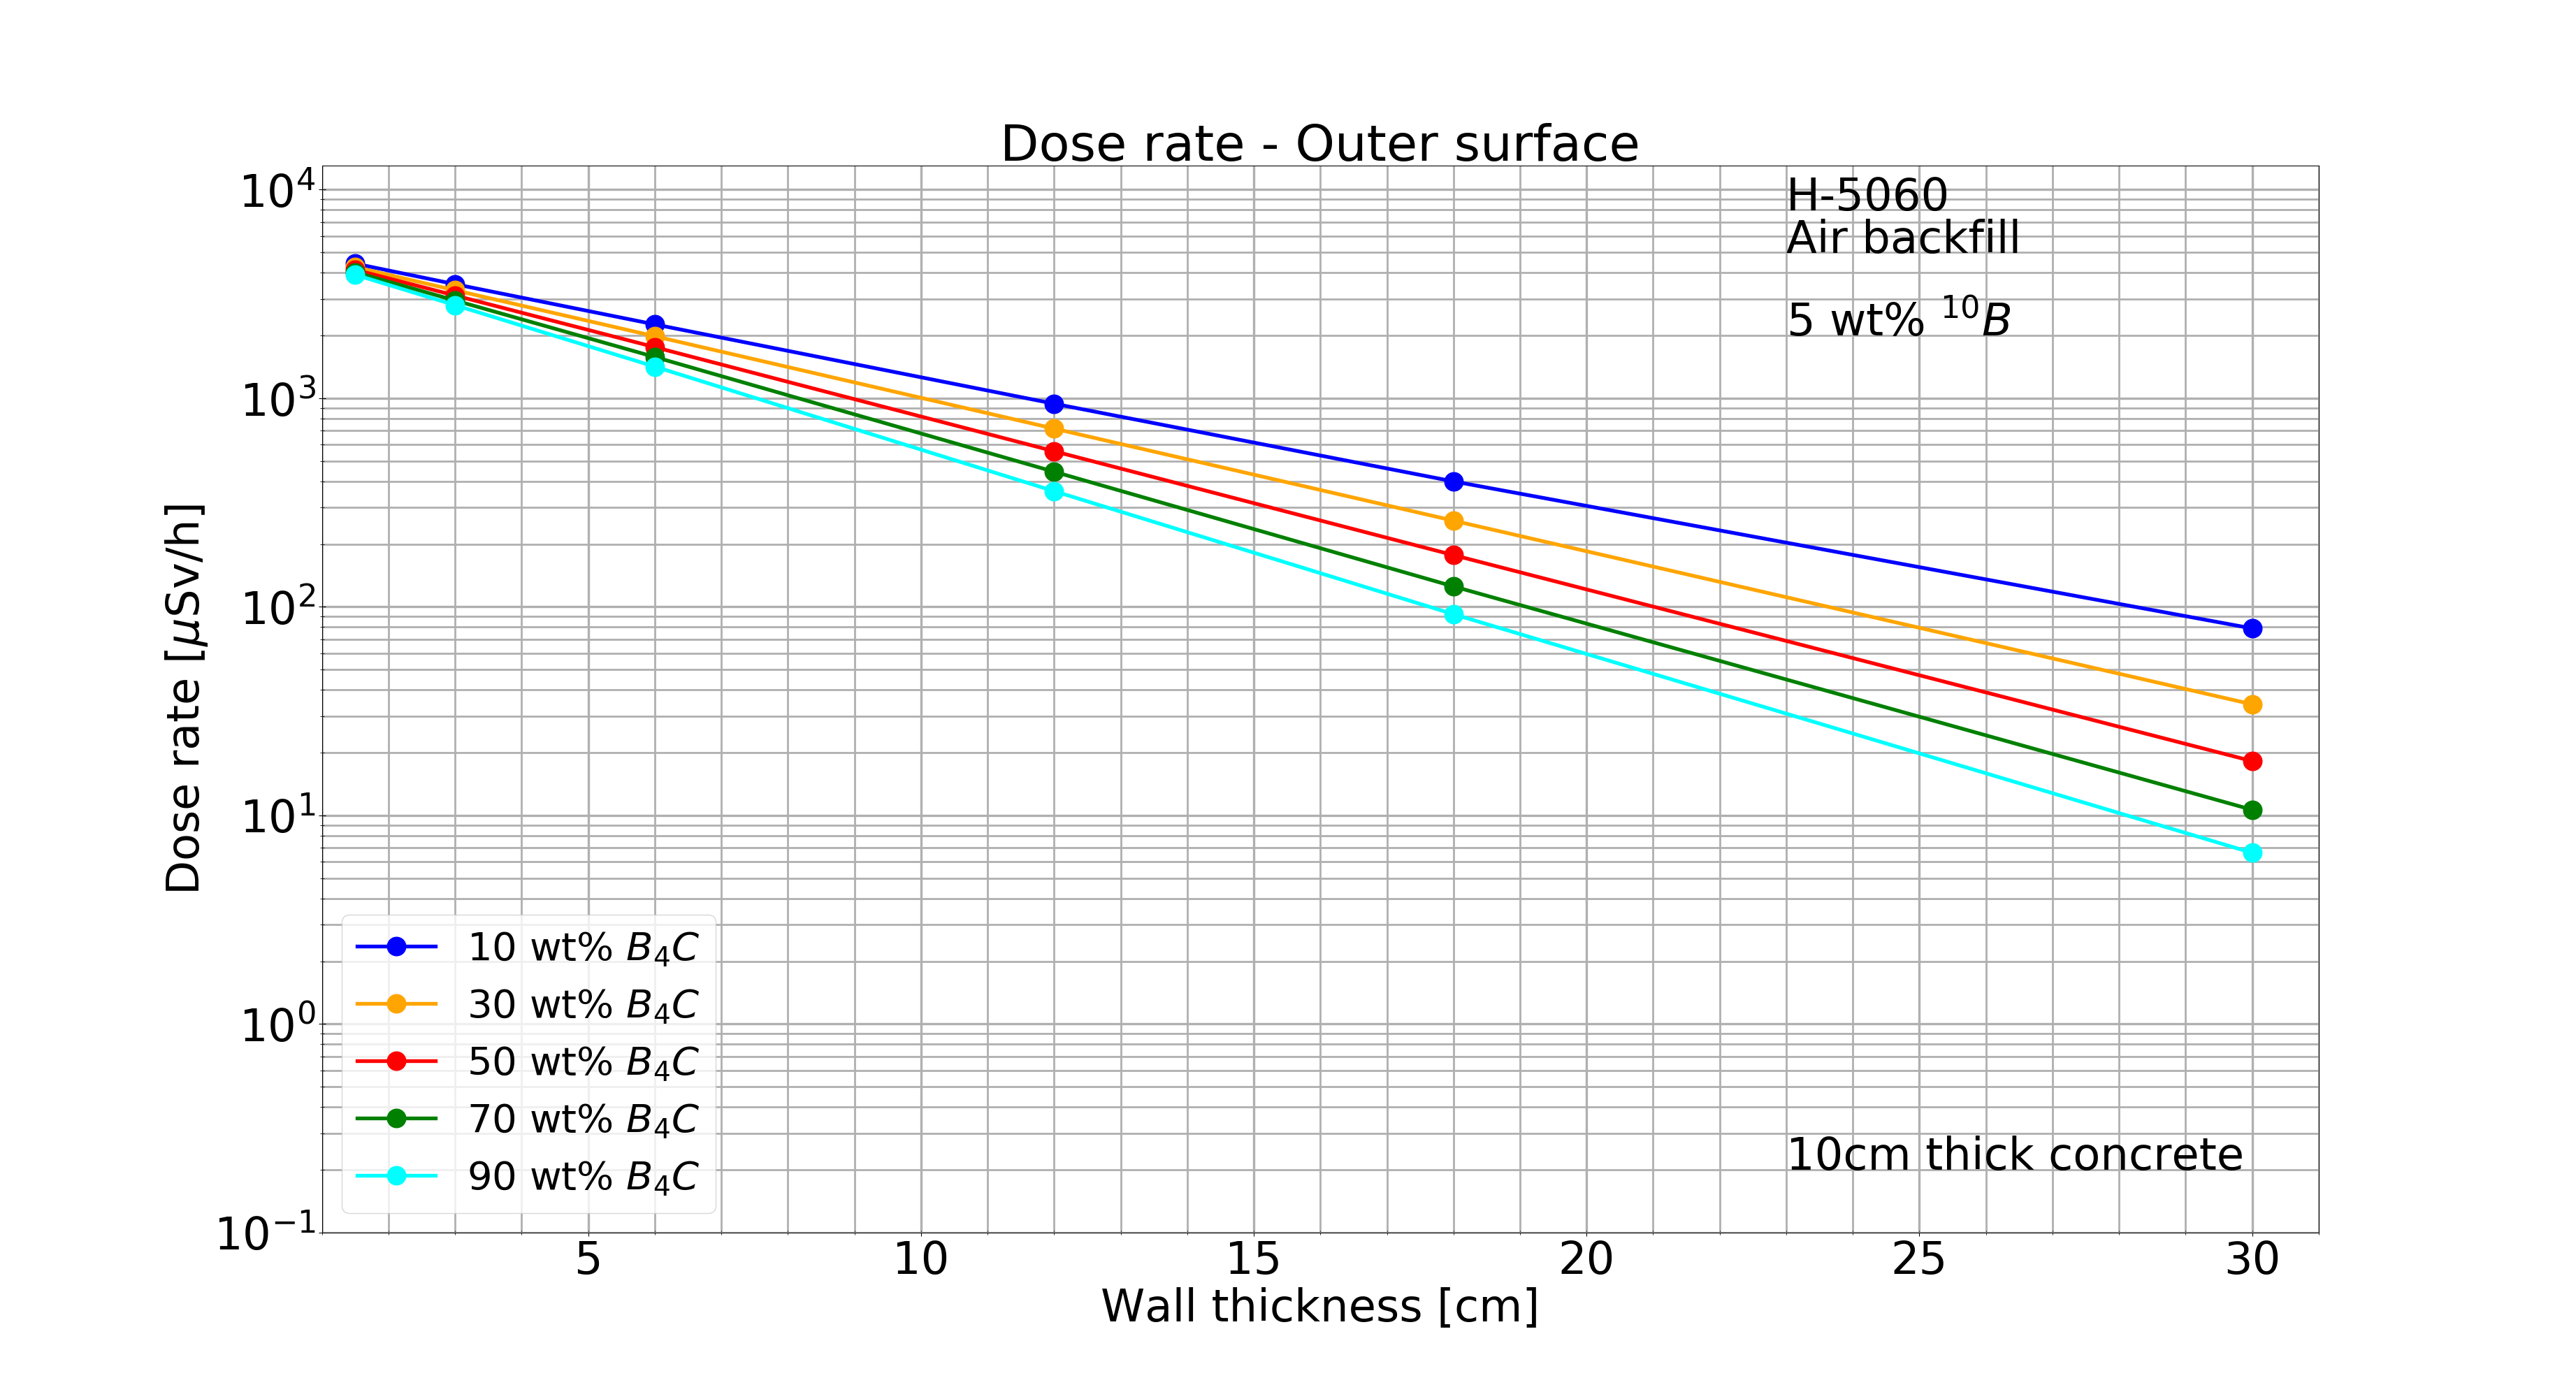 Dose rate - Outer surface
H-5060
Air backfill
5 wt% ¹⁰B
10cm thick concrete
Dose rate [μSv/h]
10⁴
10³
10²
10¹
10⁰
10⁻¹
10 wt% B₄C
30 wt% B₄C
50 wt% B₄C
70 wt% B₄C
90 wt% B₄C
5 10 15 20 25 30
Wall thickness [cm]